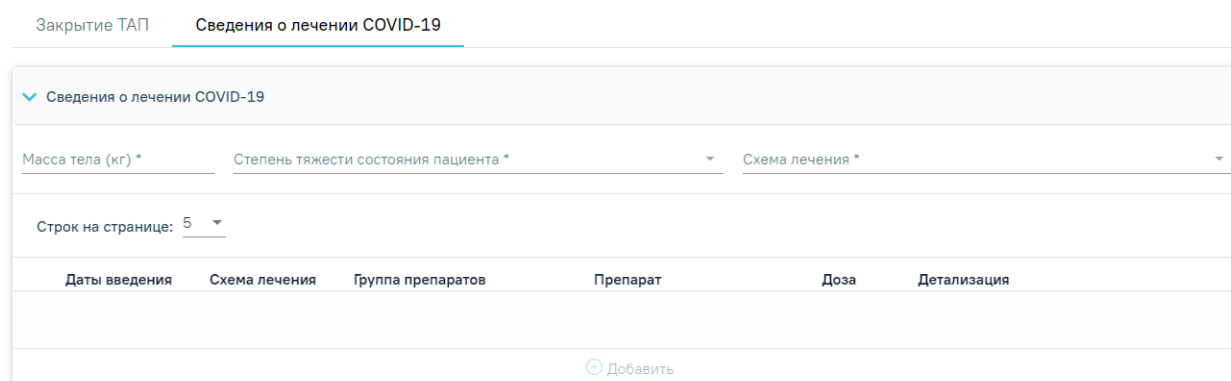 Закрытие ТАП Сведения о лечении COVID-19
Сведения о лечении COVID-19
Масса тела (кг) * Степень тяжести состояния пациента * Схема лечения *
Строк на странице: 5
Даты введения Схема лечения Группа препаратов Препарат Доза Детализация
Добавить